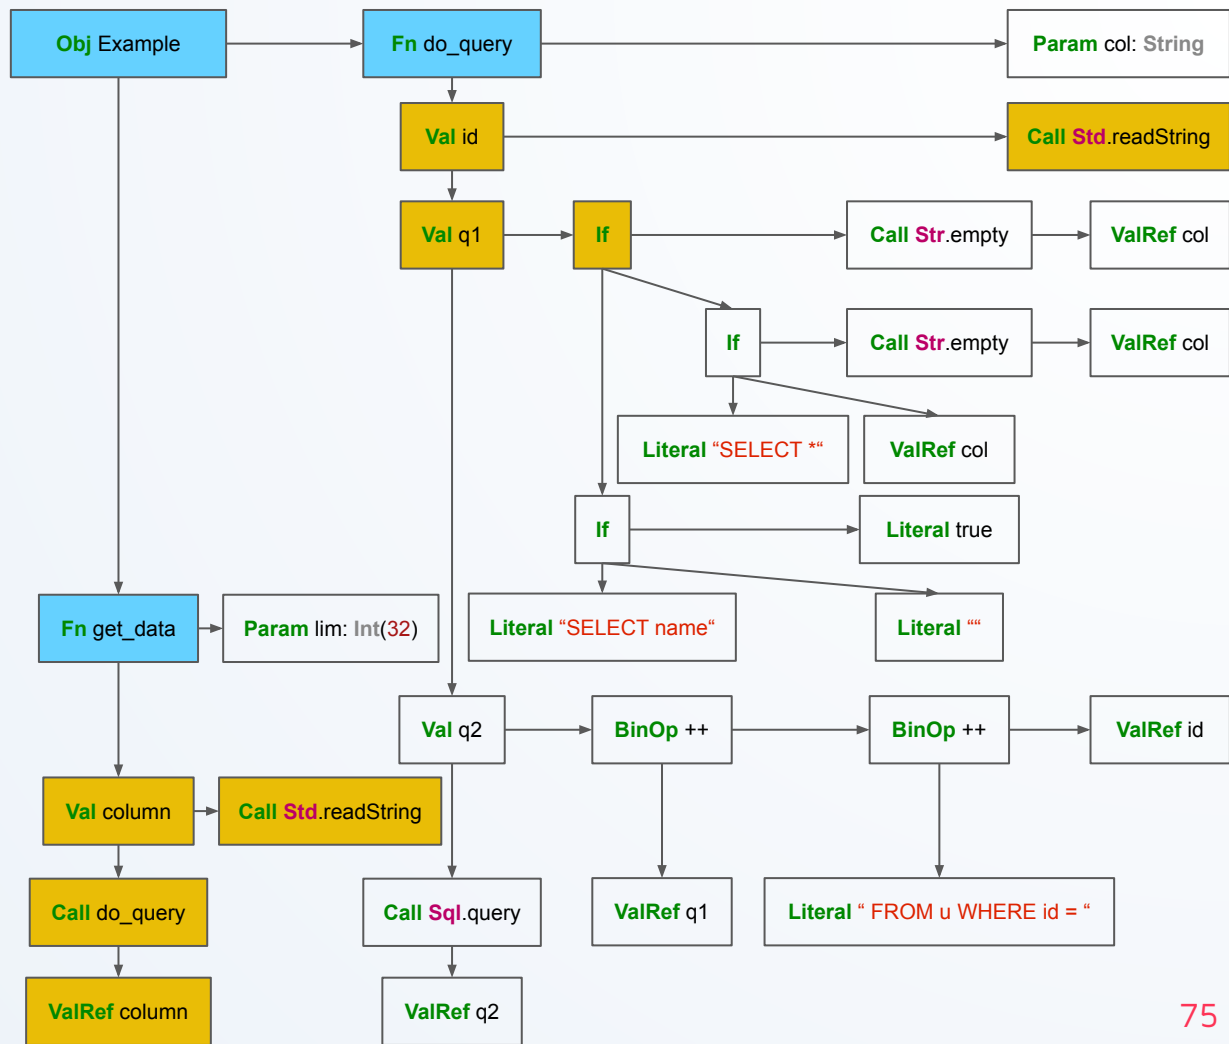 Obj Example
Fn do_query
Param col: String
Val id
Call Std.readString
Val q1
If
Call Str.empty
ValRef col
If
Call Str.empty
ValRef col
Literal “SELECT *“
ValRef col
If
Literal true
Fn get_data
Param lim: Int(32)
Literal “SELECT name“
Literal ““
Val q2
BinOp ++
BinOp ++
ValRef id
Val column
Call Std.readString
Call do_query
Call Sql.query
ValRef q1
Literal “ FROM u WHERE id = “
ValRef column
ValRef q2
75